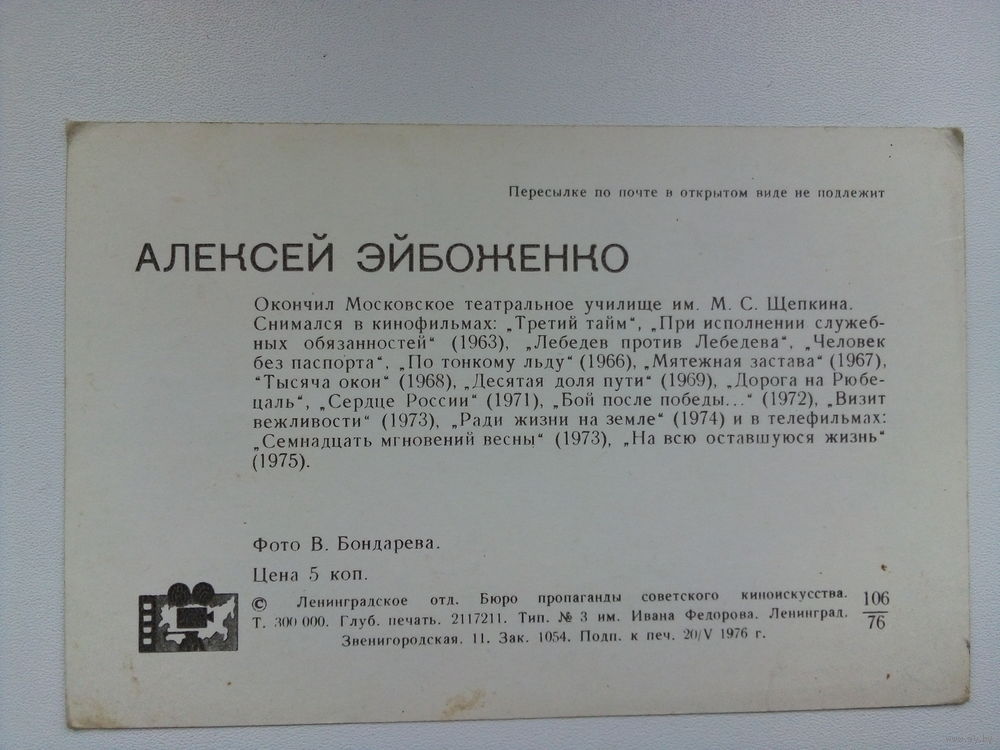 Пересылке по почте в открытом виде не подлежит
АЛЕКСЕЙ ЭЙБОЖЕНКО
Окончил Московское театральное училище им. М. С. Щепкина.
Снимался в кинофильмах: „Третий тайм“, „При исполнении служеб-
ных обязанностей“ (1963), „Лебедев против Лебедева“, „Человек
без паспорта“, „По тонкому льду“ (1966), „Мятежная застава“ (1967),
“Тысяча окон“ (1968), „Десятая доля пути“ (1969), „Дорога на Рюбе-
цаль“, „Сердце России“ (1971), „Бой после победы...“ (1972), „Визит
вежливости“ (1973), „Ради жизни на земле“ (1974) и в телефильмах:
„Семнадцать мгновений весны“ (1973), „На всю оставшуюся жизнь“
(1975).
Фото В. Бондарева.
Цена 5 коп.
© Ленинградское отд. Бюро пропаганды советского киноискусства.
Т. 300 000. Глуб. печать. 2117211. Тип. № 3 им. Ивана Федорова. Ленинград.
Звенигородская. 11. Зак. 1054. Подп. к печ. 20/V 1976 г.
106
76